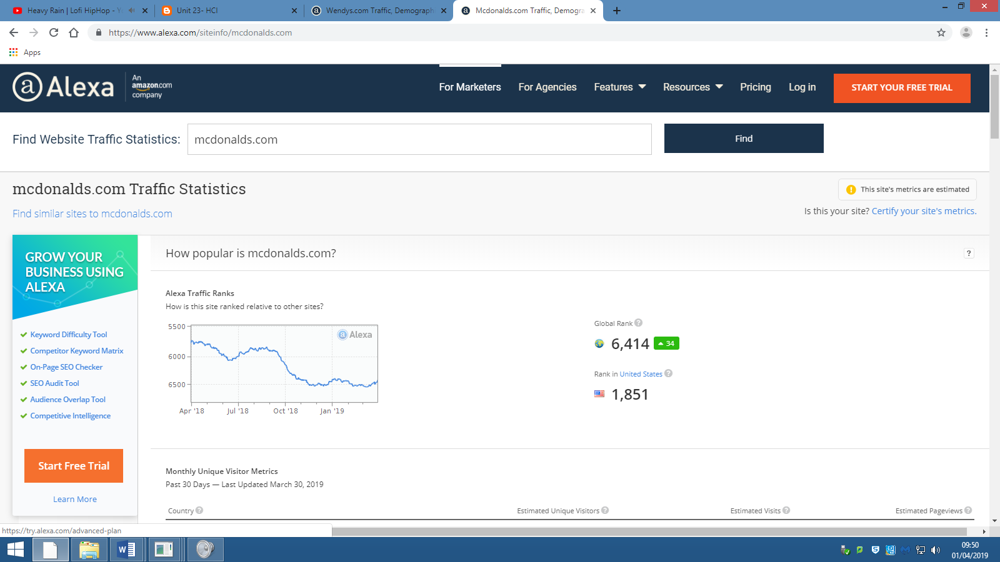 Heavy Rain | Lofi HipHop - Y
Unit 23- HCI
Wendys.com Traffic, Demograph
Mcdonalds.com Traffic, Demogra
https://www.alexa.com/siteinfo/mcdonalds.com
Apps
a Alexa
An
amazon.com
company
For Marketers
For Agencies
Features
Resources
Pricing
Log in
START YOUR FREE TRIAL
Find Website Traffic Statistics:
mcdonalds.com
Find
mcdonalds.com Traffic Statistics
This site's metrics are estimated
Find similar sites to mcdonalds.com
Is this your site? Certify your site's metrics.
GROW YOUR
BUSINESS USING
ALEXA
Keyword Difficulty Tool
Competitor Keyword Matrix
On-Page SEO Checker
SEO Audit Tool
Audience Overlap Tool
Competitive Intelligence
Start Free Trial
Learn More
How popular is mcdonalds.com?
?
Alexa Traffic Ranks
How is this site ranked relative to other sites?
5500
6000
6500
a Alexa
Apr '18 Jul '18 Oct '18 Jan '19
Global Rank ?
6,414 34
Rank in United States ?
1,851
Monthly Unique Visitor Metrics
Past 30 Days — Last Updated March 30, 2019
Country ? Estimated Unique Visitors ? Estimated Visits ? Estimated Pageviews ?
https://try.alexa.com/advanced-plan
09:50
01/04/2019